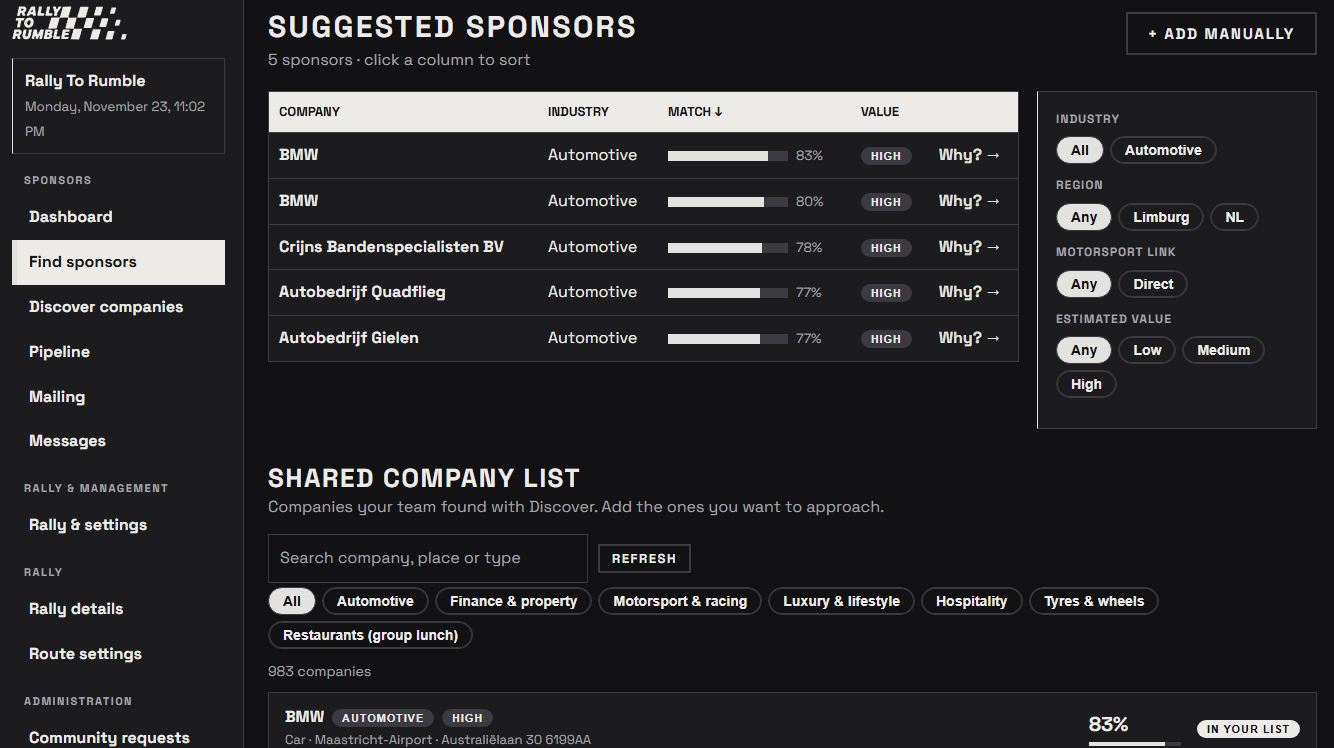 RALLY
TO
RUMBLE
Rally To Rumble
Monday, November 23, 11:02
PM
SPONSORS
Dashboard
Find sponsors
Discover companies
Pipeline
Mailing
Messages
RALLY & MANAGEMENT
Rally & settings
RALLY
Rally details
Route settings
ADMINISTRATION
Community requests
SUGGESTED SPONSORS
5 sponsors · click a column to sort
+ ADD MANUALLY
COMPANY INDUSTRY MATCH ↓ VALUE
BMW Automotive 83% HIGH Why? →
BMW Automotive 80% HIGH Why? →
Crijns Bandenspecialisten BV Automotive 78% HIGH Why? →
Autobedrijf Quadflieg Automotive 77% HIGH Why? →
Autobedrijf Gielen Automotive 77% HIGH Why? →
INDUSTRY
All Automotive
REGION
Any Limburg NL
MOTORSPORT LINK
Any Direct
ESTIMATED VALUE
Any Low Medium
High
SHARED COMPANY LIST
Companies your team found with Discover. Add the ones you want to approach.
Search company, place or type REFRESH
All Automotive Finance & property Motorsport & racing Luxury & lifestyle Hospitality Tyres & wheels
Restaurants (group lunch)
983 companies
BMW AUTOMOTIVE HIGH 83% IN YOUR LIST
Car · Maastricht-Airport · Australiëlaan 30 6199AA